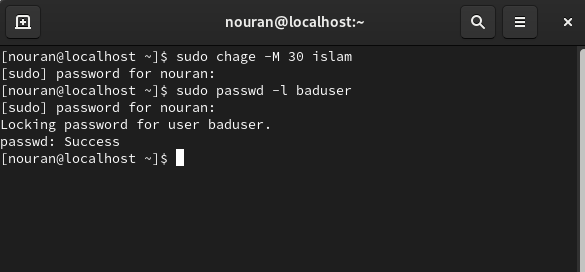 nouran@localhost:~
[nouran@localhost ~]$ sudo chage -M 30 islam
[sudo] password for nouran:
[nouran@localhost ~]$ sudo passwd -l baduser
[sudo] password for nouran:
Locking password for user baduser.
passwd: Success
[nouran@localhost ~]$